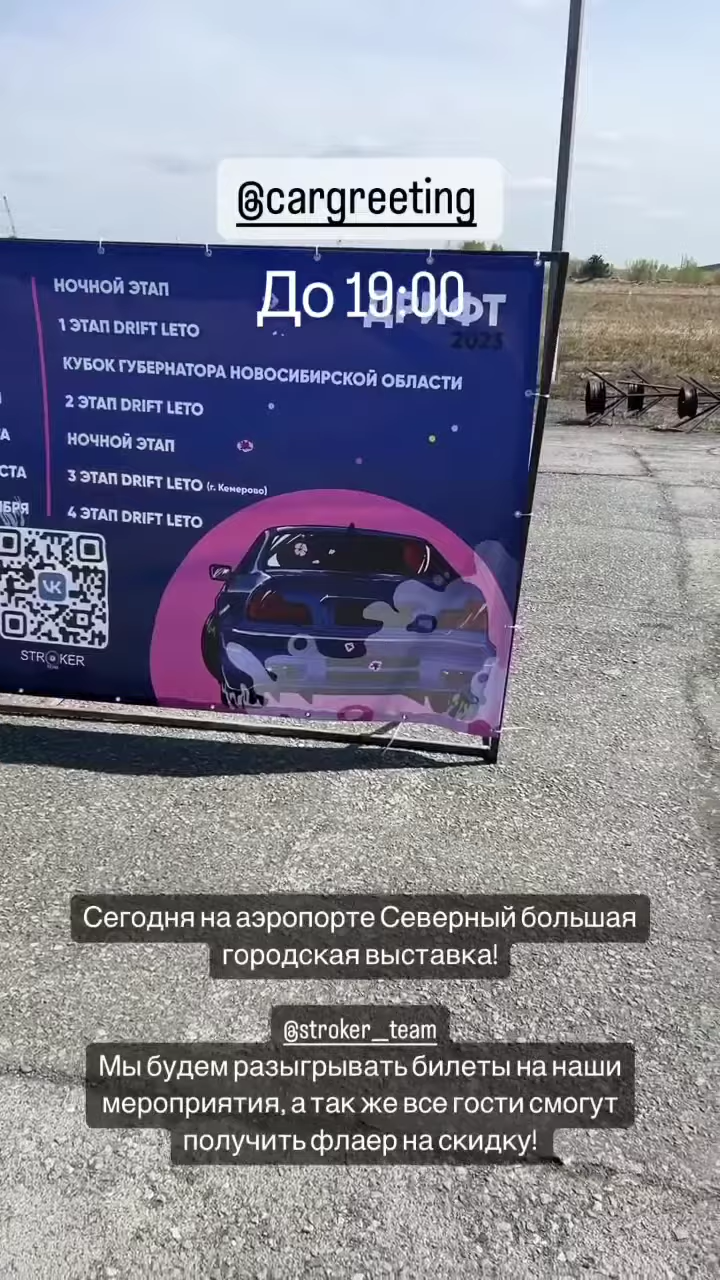 @cargreeting
До 19:00
ДРИФТ
2023
НОЧНОЙ ЭТАП
1 ЭТАП DRIFT LETO
КУБОК ГУБЕРНАТОРА НОВОСИБИРСКОЙ ОБЛАСТИ
2 ЭТАП DRIFT LETO
НОЧНОЙ ЭТАП
3 ЭТАП DRIFT LETO (г. Кемерово)
4 ЭТАП DRIFT LETO
СТА
STROKER
Сегодня на аэропорте Северный большая
городская выставка!
@stroker_team
Мы будем разыгрывать билеты на наши
мероприятия, а так же все гости смогут
получить флаер на скидку!